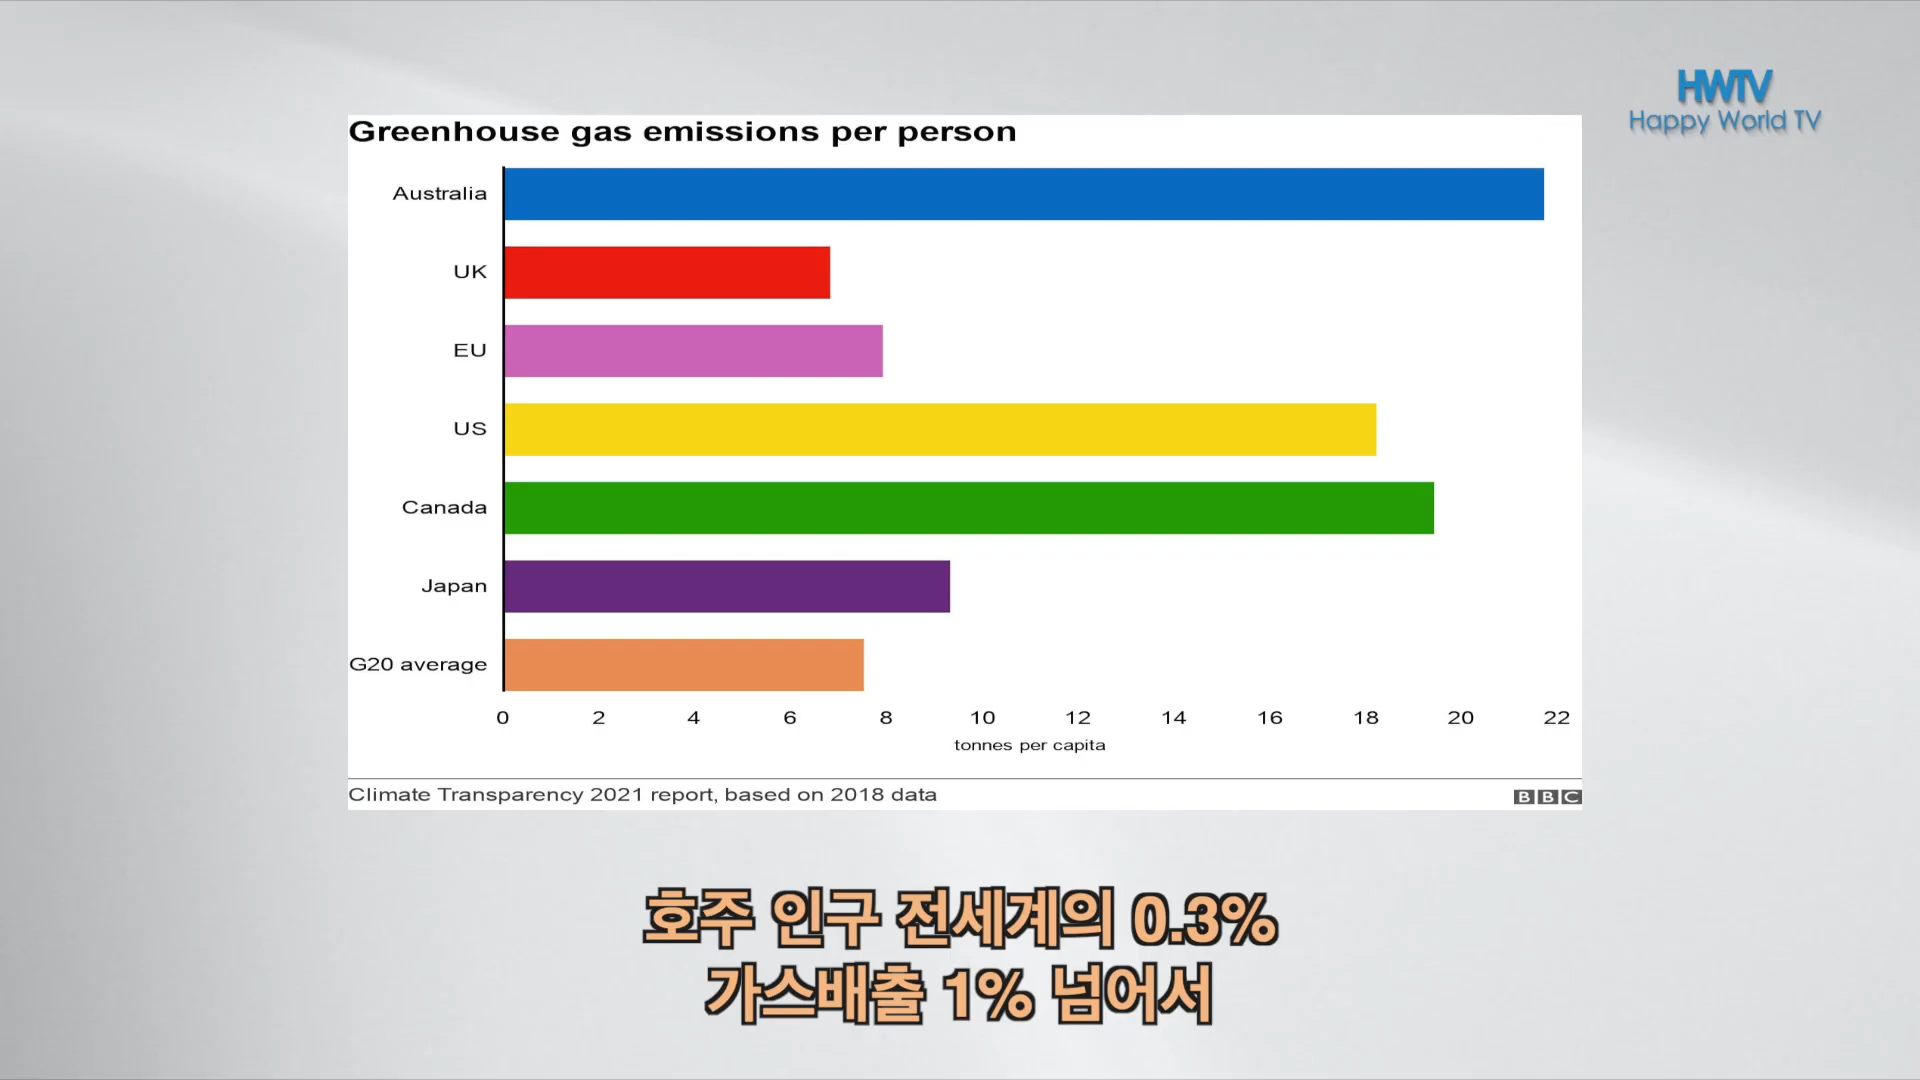 HWTV
Happy World TV
Greenhouse gas emissions per person
Australia
UK
EU
US
Canada
Japan
G20 average
0 2 4 6 8 10 12 14 16 18 20 22
tonnes per capita
Climate Transparency 2021 report, based on 2018 data
BBC
호주 인구 전세계의 0.3%
가스배출 1% 넘어서